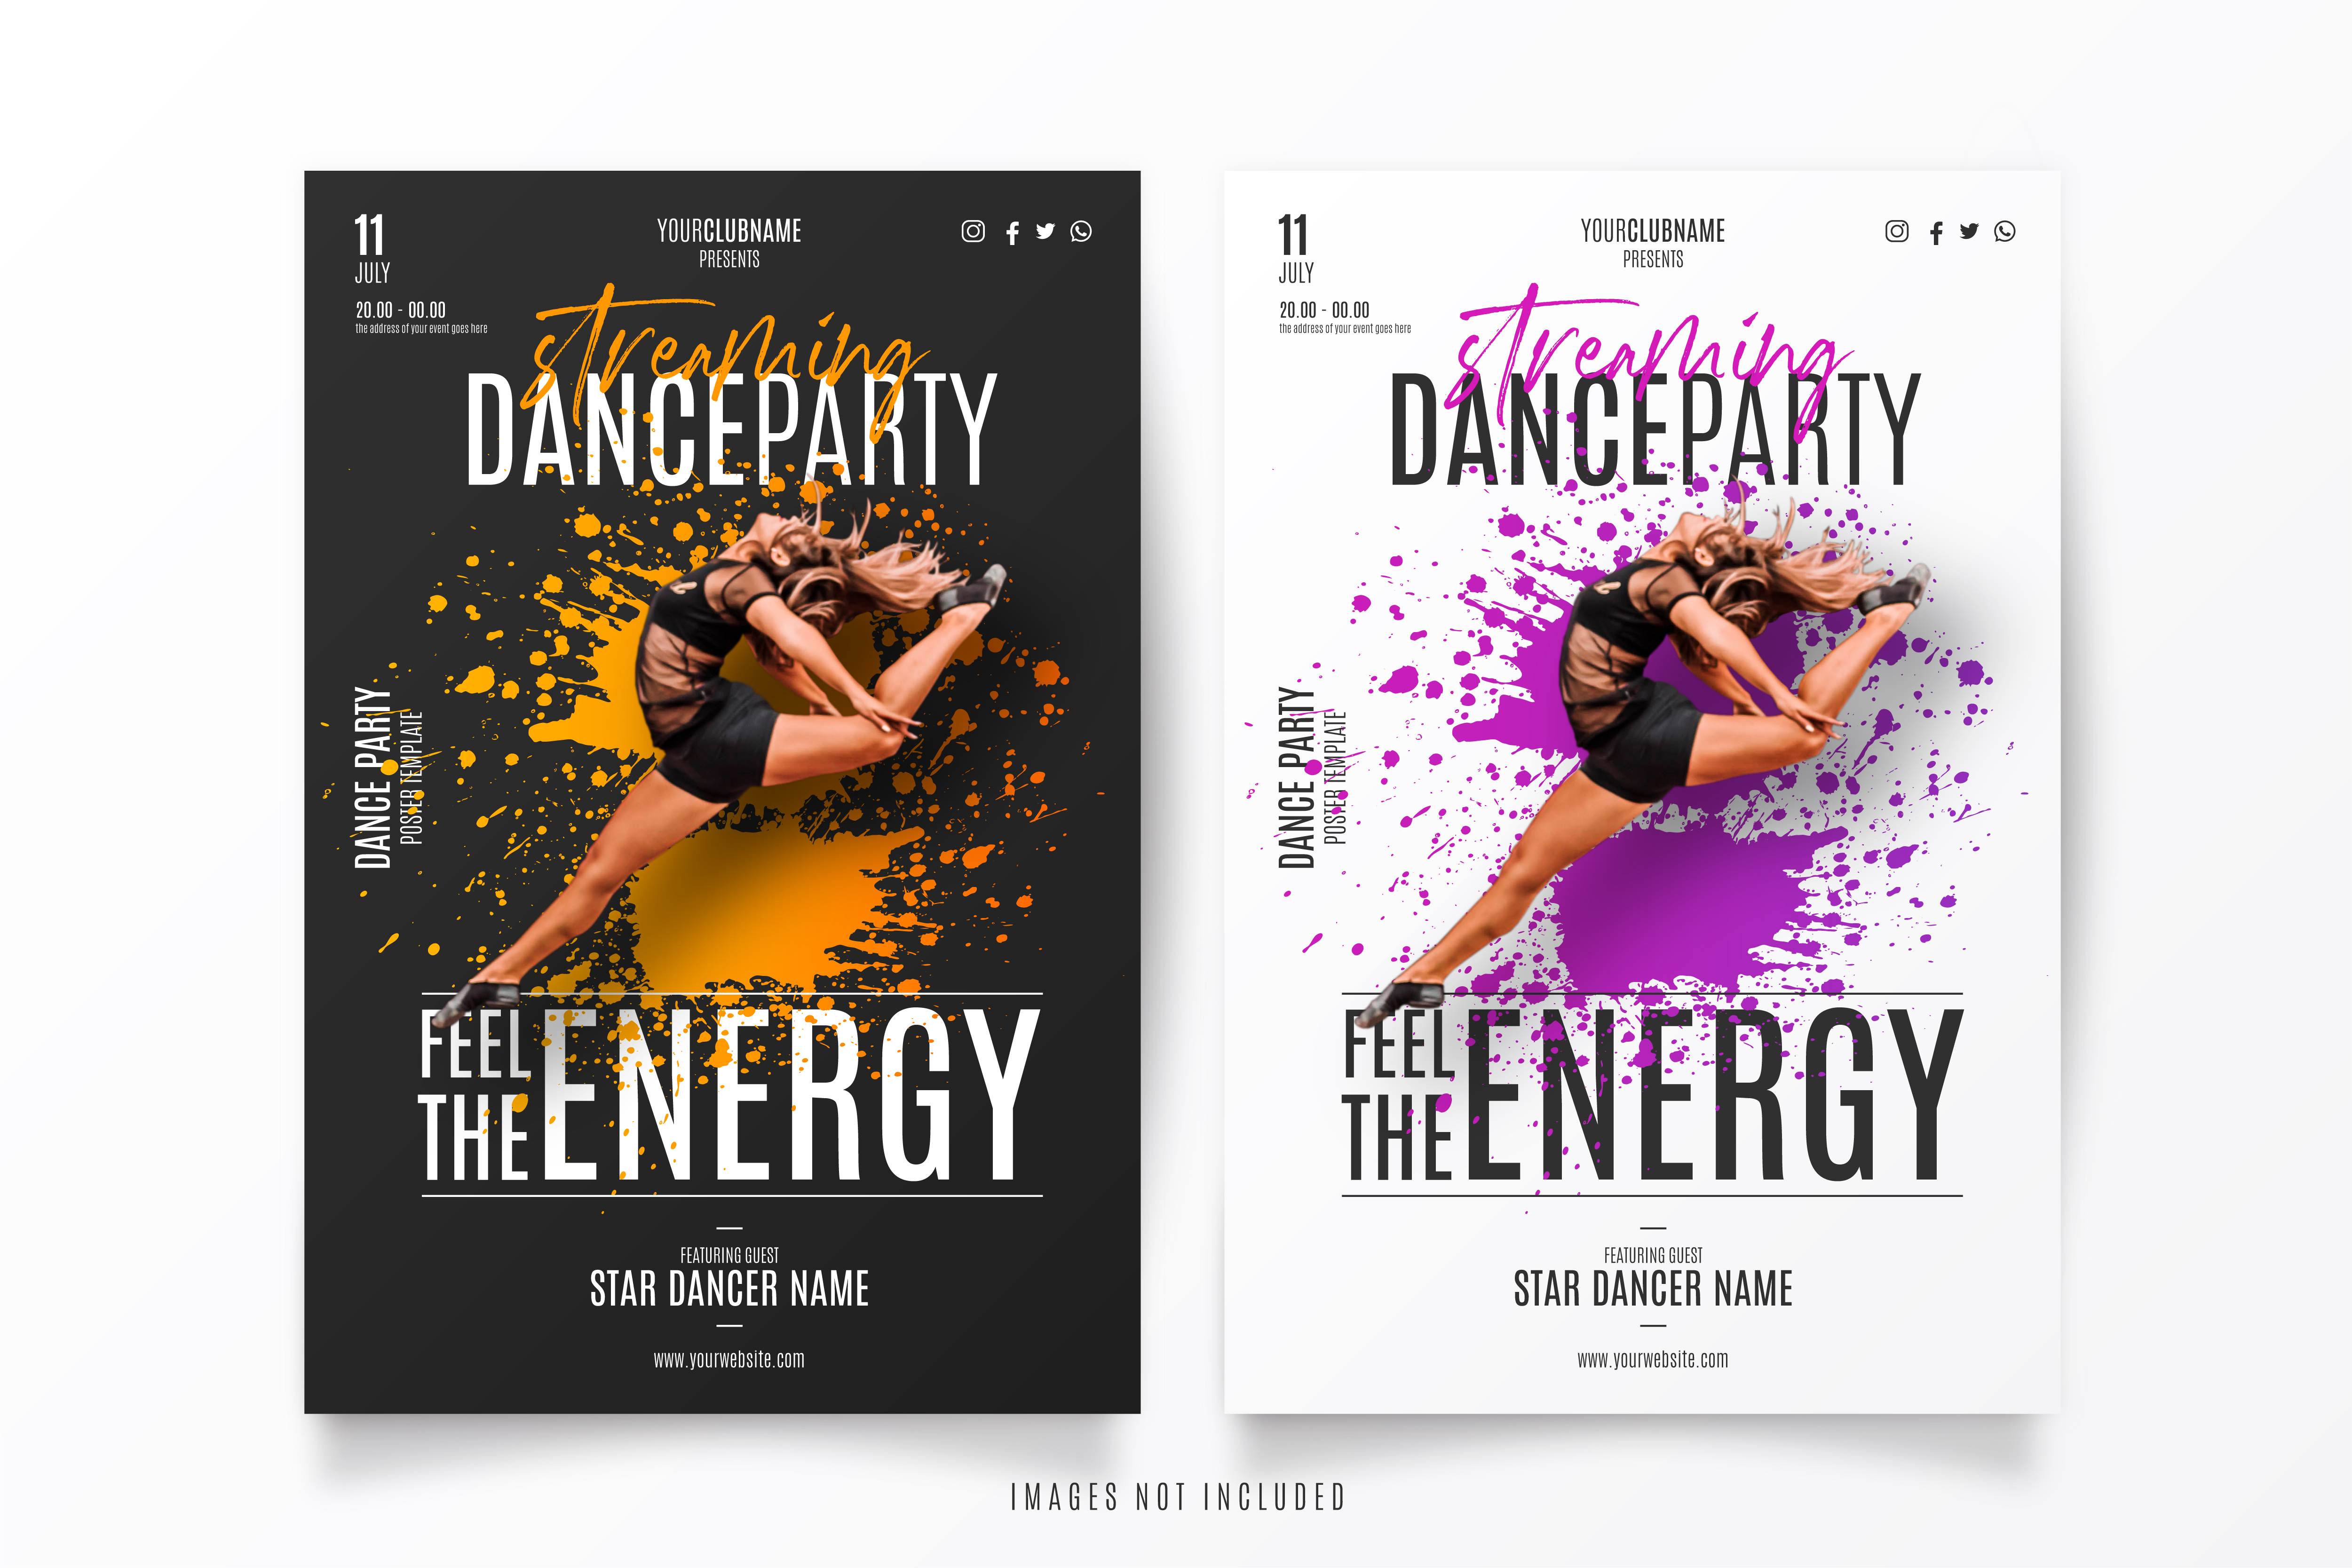 11
JULY
20.00 - 00.00
the address of your event goes here
YOURCLUBNAME
PRESENTS
streaming
DANCEPARTY
DANCE PARTY
POSTER TEMPLATE
FEEL
THE
ENERGY
FEATURING GUEST
STAR DANCER NAME
www.yourwebsite.com
11
JULY
20.00 - 00.00
the address of your event goes here
YOURCLUBNAME
PRESENTS
streaming
DANCEPARTY
DANCE PARTY
POSTER TEMPLATE
FEEL
THE
ENERGY
FEATURING GUEST
STAR DANCER NAME
www.yourwebsite.com
IMAGES NOT INCLUDED